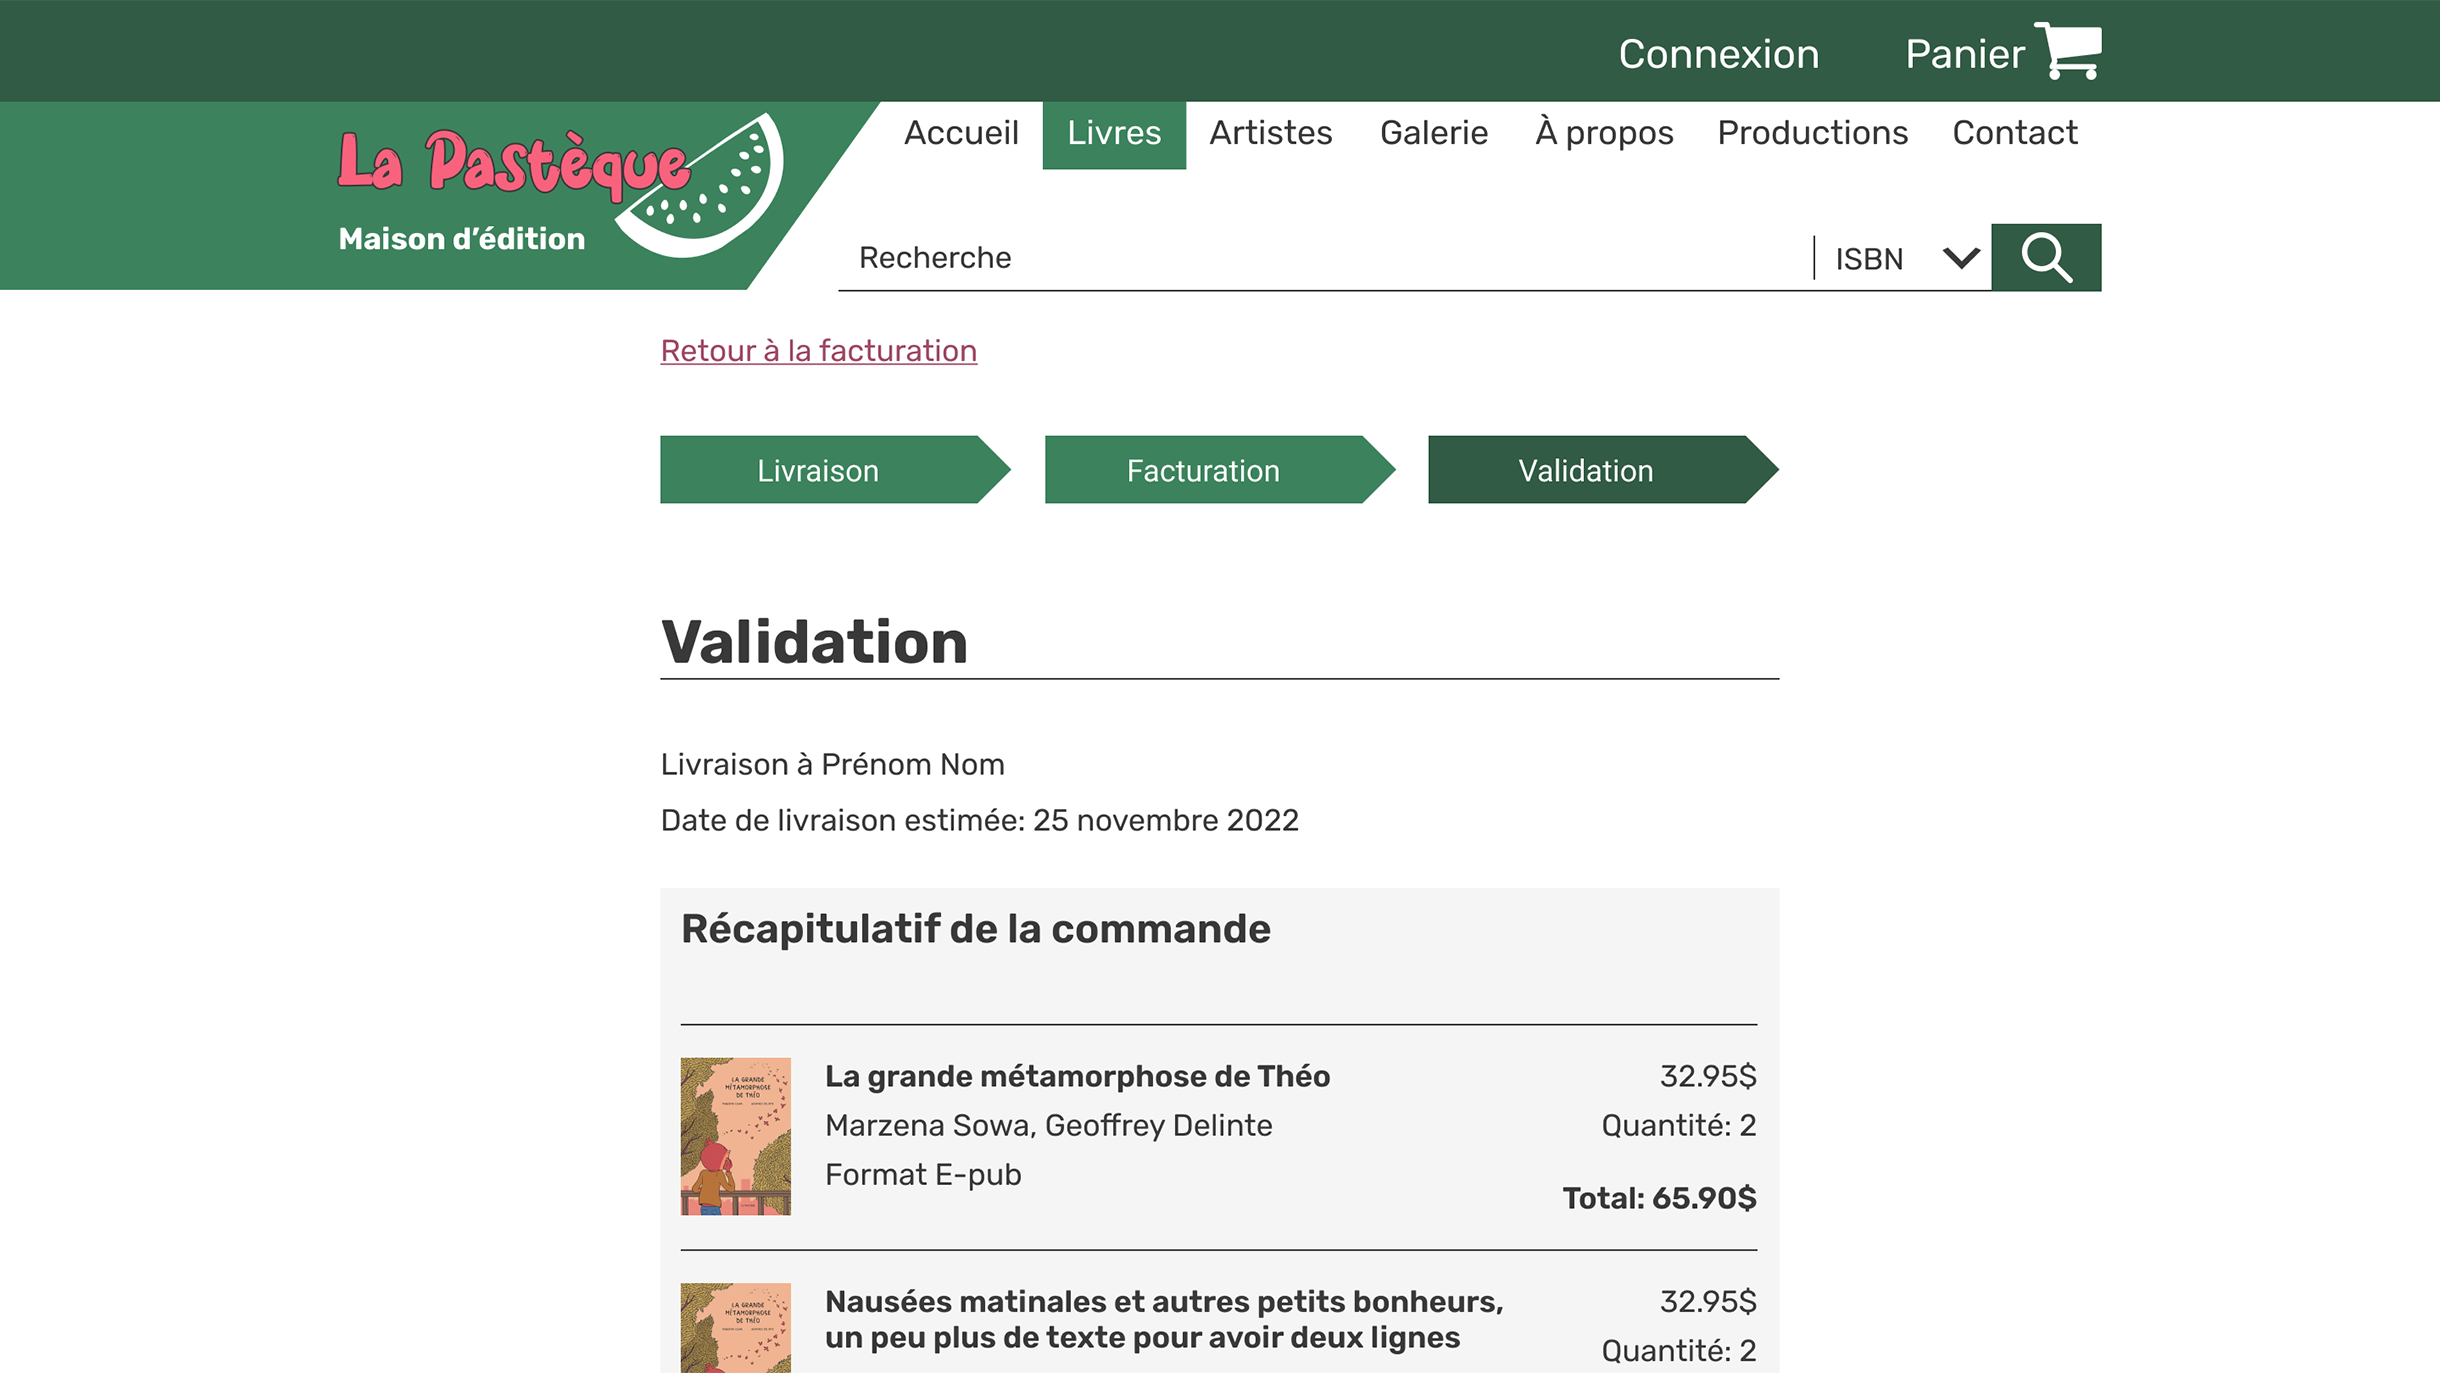 Connexion
Panier
La Pastèque
Maison d’édition
Accueil
Livres
Artistes
Galerie
À propos
Productions
Contact
Recherche
ISBN
Retour à la facturation
Livraison
Facturation
Validation
Validation
Livraison à Prénom Nom
Date de livraison estimée: 25 novembre 2022
Récapitulatif de la commande
LA GRANDE
MÉTAMORPHOSE
DE THÉO
La grande métamorphose de Théo
Marzena Sowa, Geoffrey Delinte
Format E-pub
32.95$
Quantité: 2
Total: 65.90$
LA GRANDE
MÉTAMORPHOSE
DE THÉO
Nausées matinales et autres petits bonheurs,
un peu plus de texte pour avoir deux lignes
32.95$
Quantité: 2